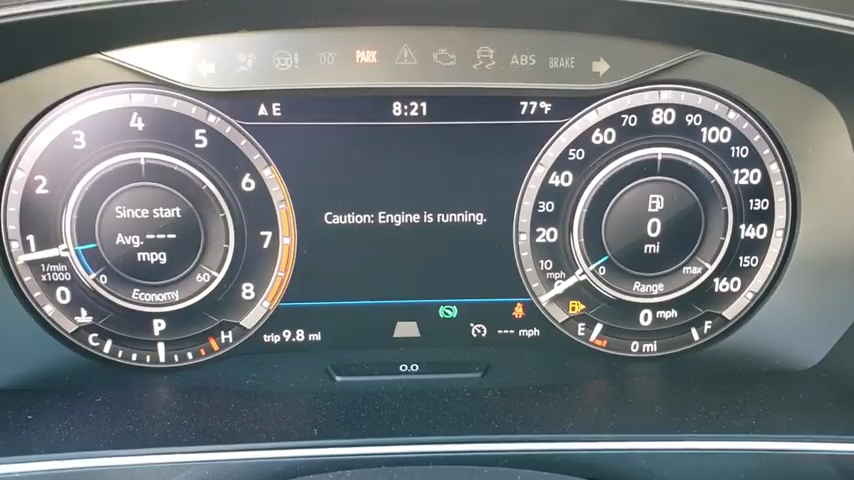 PARK
ABS
BRAKE
E
8:21
77°F
0
1
2
3
4
5
6
7
8
1/min
x1000
Since start
Avg. ---
mpg
0
60
Economy
P
C
H
Caution: Engine is running.
trip 9.8 mi
--- mph
0.0
0
10
20
30
40
50
60
70
80
90
100
110
120
130
140
150
160
mph
0
mi
0
max
Range
0 mph
E
F
0 mi